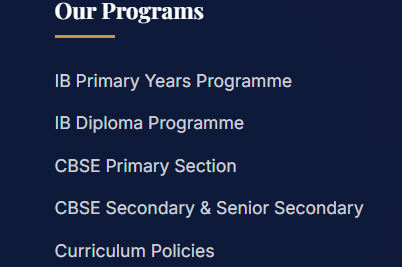 Our Programs
IB Primary Years Programme
IB Diploma Programme
CBSE Primary Section
CBSE Secondary & Senior Secondary
Curriculum Policies